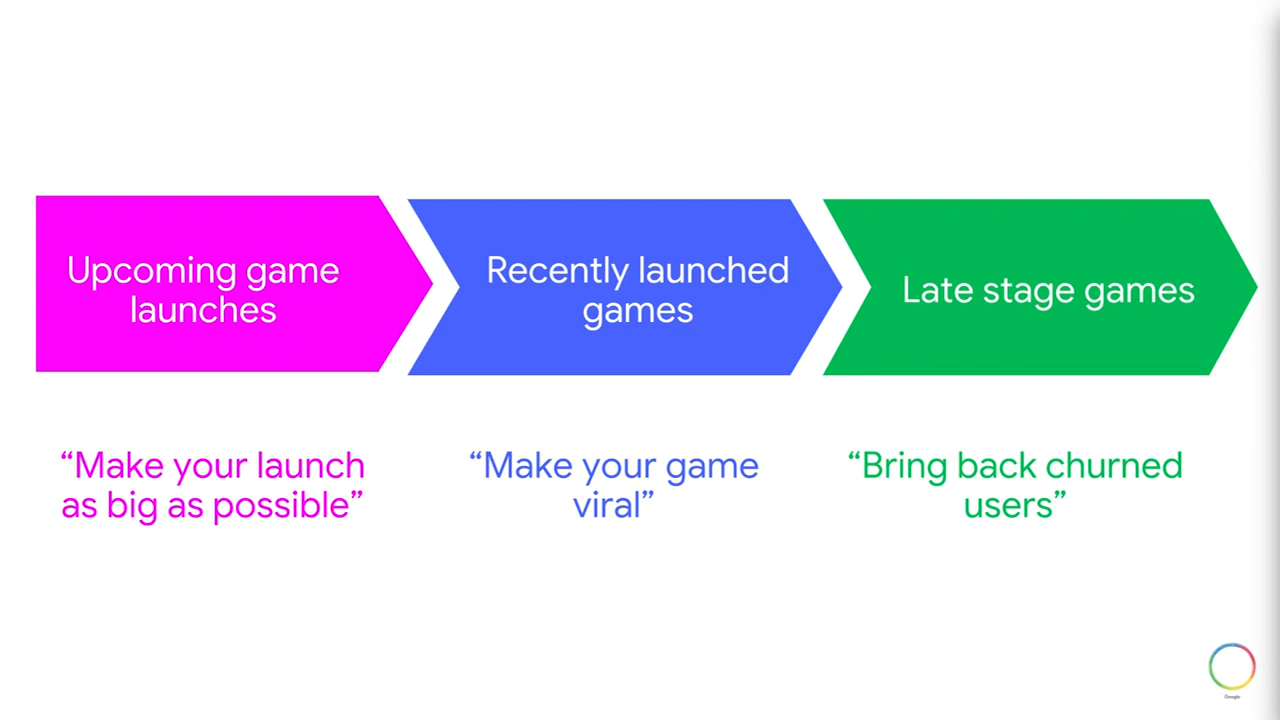 Upcoming game
launches
Recently launched
games
Late stage games
“Make your launch
as big as possible”
“Make your game
viral”
“Bring back churned
users”
Google